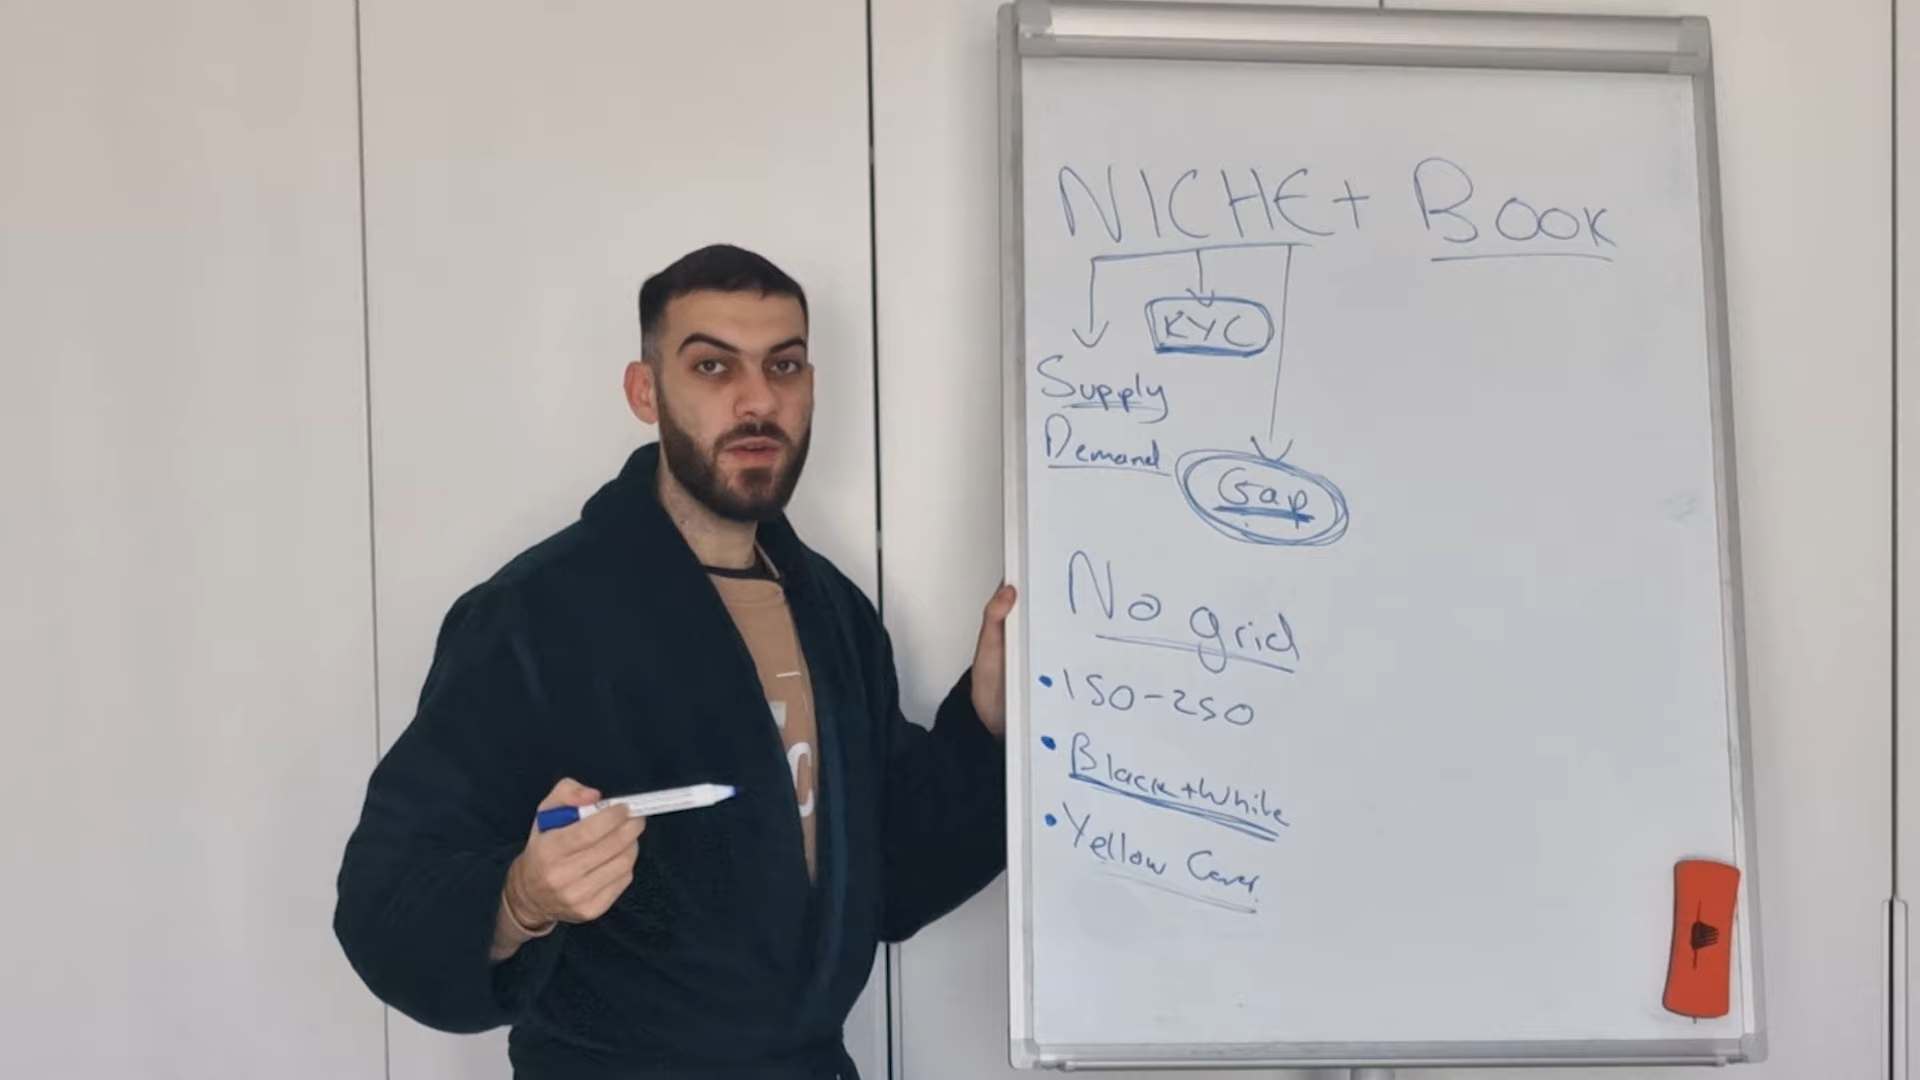 NICHE + BOOK
KYC
Supply
Demand
Gap
No grid
• 150-250
• Black + White
• Yellow Cover